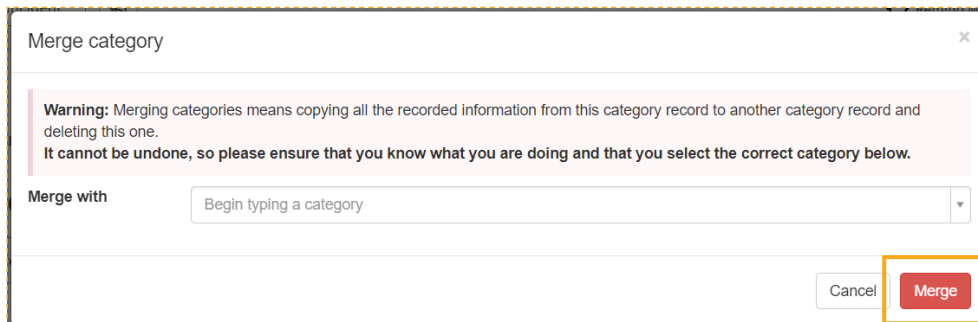 Merge category
×
Warning: Merging categories means copying all the recorded information from this category record to another category record and
deleting this one.
It cannot be undone, so please ensure that you know what you are doing and that you select the correct category below.
Merge with
Begin typing a category
Cancel
Merge